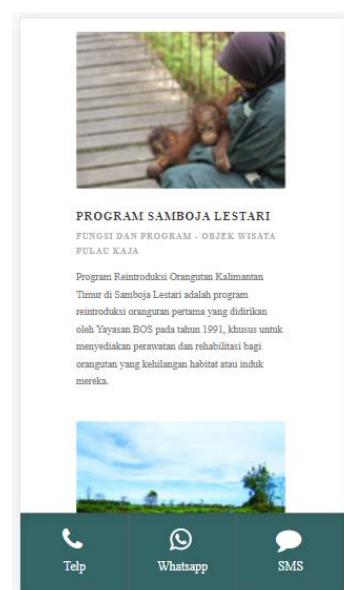 PROGRAM SAMBOJA LESTARI
FUNGSI DAN PROGRAM - OBJEK WISATA
PULAU KAJA
Program Reintroduksi Orangutan Kalimantan
Timur di Samboja Lestari adalah program
reintroduksi orangutan pertama yang didirikan
oleh Yayasan BOS pada tahun 1991, khusus untuk
menyediakan perawatan dan rehabilitasi bagi
orangutan yang kehilangan habitat atau induk
mereka.
Telp
Whatsapp
SMS